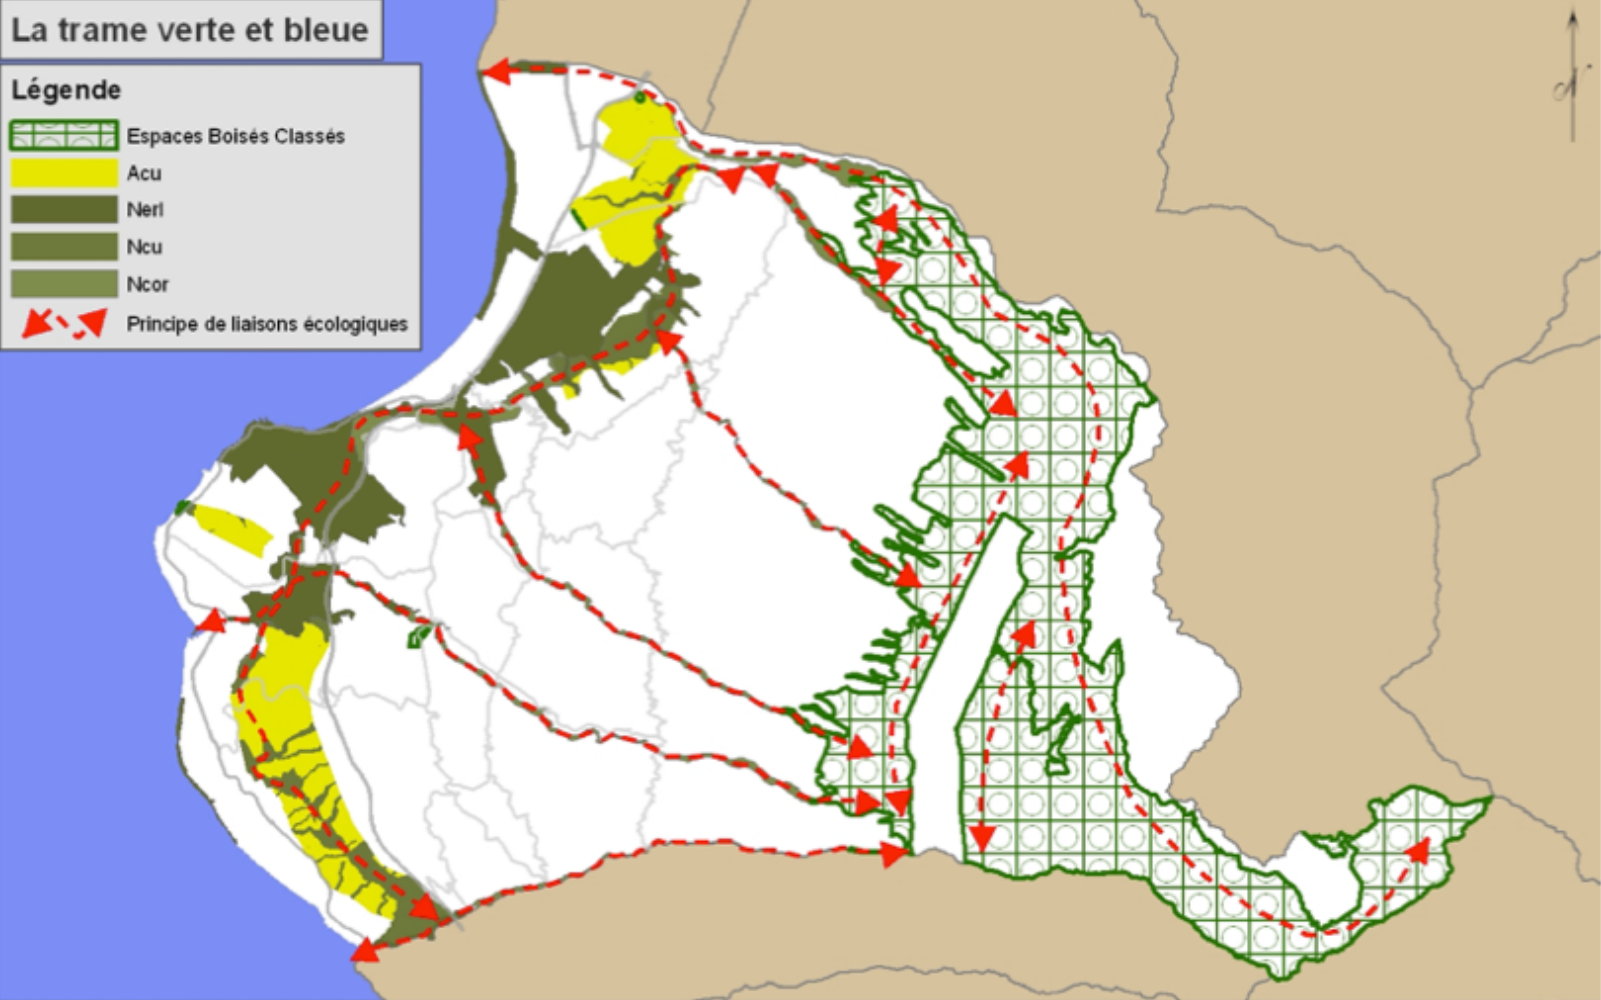 La trame verte et bleue
Légende
Espaces Boisés Classés
Acu
Nerl
Ncu
Ncor
Principe de liaisons écologiques